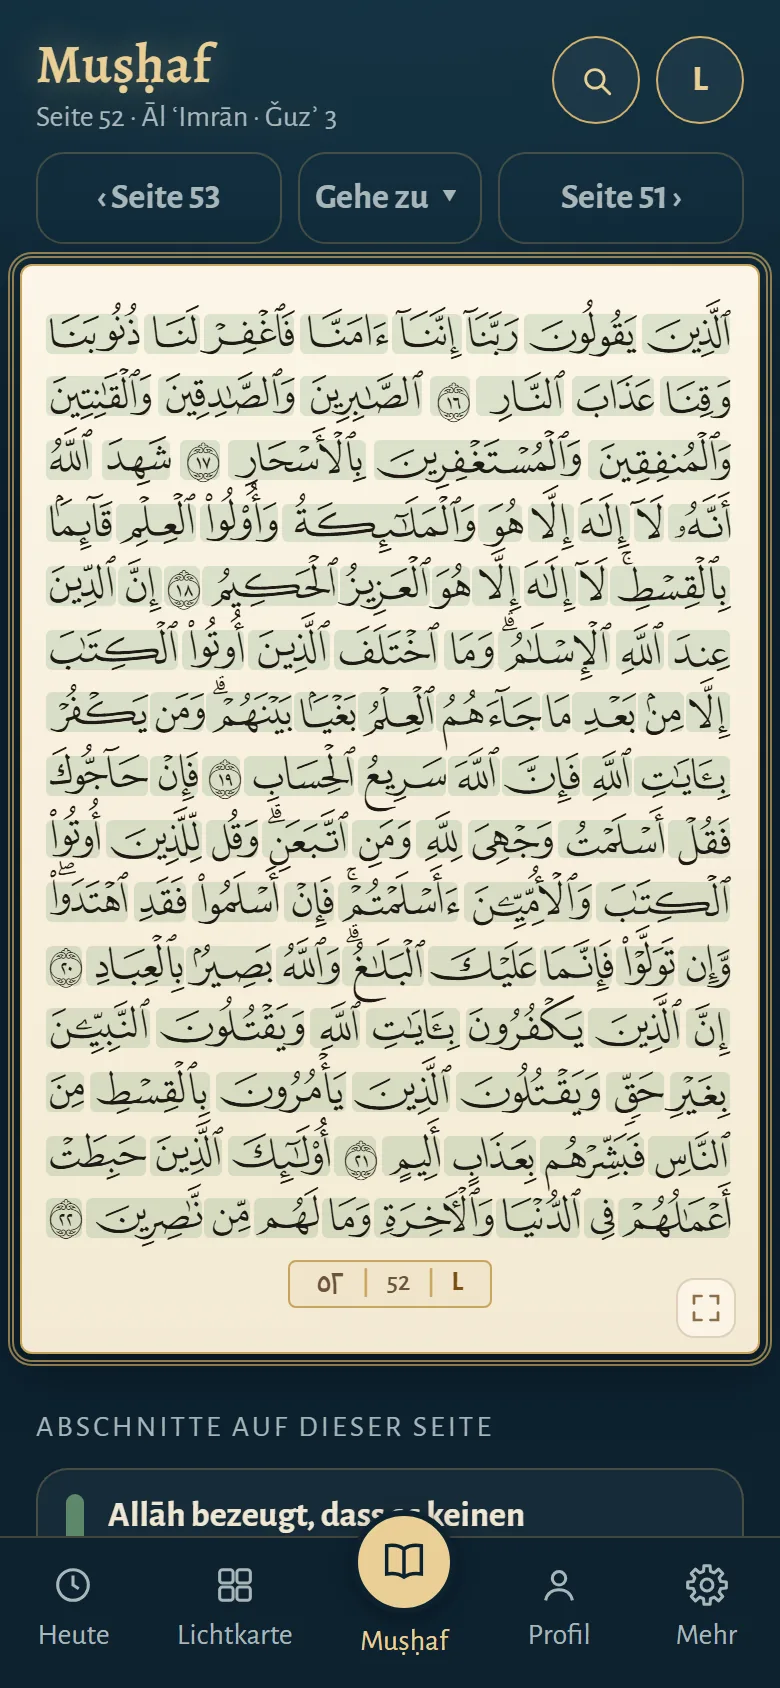 Muṣḥaf
L
Seite 52 · Āl ʿImrān · Ǧuzʾ 3
‹ Seite 53
Gehe zu ▼
Seite 51 ›
ٱلَّذِينَ يَقُولُونَ رَبَّنَآ إِنَّنَآ ءَامَنَّا فَٱغْفِرْ لَنَا ذُنُوبَنَا
وَقِنَا عَذَابَ ٱلنَّارِ ١٦ ٱلصَّـٰبِرِينَ وَٱلصَّـٰدِقِينَ وَٱلْقَـٰنِتِينَ
وَٱلْمُنفِقِينَ وَٱلْمُسْتَغْفِرِينَ بِٱلْأَسْحَارِ ١٧ شَهِدَ ٱللَّهُ
أَنَّهُۥ لَآ إِلَـٰهَ إِلَّا هُوَ وَٱلْمَلَـٰٓئِكَةُ وَأُو۟لُوا۟ ٱلْعِلْمِ قَآئِمًۢا
بِٱلْقِسْطِ ۚ لَآ إِلَـٰهَ إِلَّا هُوَ ٱلْعَزِيزُ ٱلْحَكِيمُ ١٨ إِنَّ ٱلدِّينَ
عِندَ ٱللَّهِ ٱلْإِسْلَـٰمُ ۗ وَمَا ٱخْتَلَفَ ٱلَّذِينَ أُوتُوا۟ ٱلْكِتَـٰبَ
إِلَّا مِنۢ بَعْدِ مَا جَآءَهُمُ ٱلْعِلْمُ بَغْيًۢا بَيْنَهُمْ ۗ وَمَن يَكْفُرْ
بِـَٔايَـٰتِ ٱللَّهِ فَإِنَّ ٱللَّهَ سَرِيعُ ٱلْحِسَابِ ١٩ فَإِنْ حَآجُّوكَ
فَقُلْ أَسْلَمْتُ وَجْهِىَ لِلَّهِ وَمَنِ ٱتَّبَعَنِ ۗ وَقُل لِّلَّذِينَ أُوتُوا۟
ٱلْكِتَـٰبَ وَٱلْأُمِّيِّـۧنَ ءَأَسْلَمْتُمْ ۚ فَإِنْ أَسْلَمُوا۟ فَقَدِ ٱهْتَدَوا۟ ۖ
وَّإِن تَوَلَّوْا۟ فَإِنَّمَا عَلَيْكَ ٱلْبَلَـٰغُ ۗ وَٱللَّهُ بَصِيرٌۢ بِٱلْعِبَادِ ٢٠
إِنَّ ٱلَّذِينَ يَكْفُرُونَ بِـَٔايَـٰتِ ٱللَّهِ وَيَقْتُلُونَ ٱلنَّبِيِّـۧنَ
بِغَيْرِ حَقٍّ وَيَقْتُلُونَ ٱلَّذِينَ يَأْمُرُونَ بِٱلْقِسْطِ مِنَ
ٱلنَّاسِ فَبَشِّرْهُم بِعَذَابٍ أَلِيمٍ ٢١ أُو۟لَـٰٓئِكَ ٱلَّذِينَ حَبِطَتْ
أَعْمَـٰلُهُمْ فِى ٱلدُّنْيَا وَٱلْـَٔاخِرَةِ وَمَا لَهُم مِّن نَّـٰصِرِينَ ٢٢
٥٢ | 52 | L
ABSCHNITTE AUF DIESER SEITE
Allāh bezeugt, dass es keinen
Heute
Lichtkarte
Muṣḥaf
Profil
Mehr